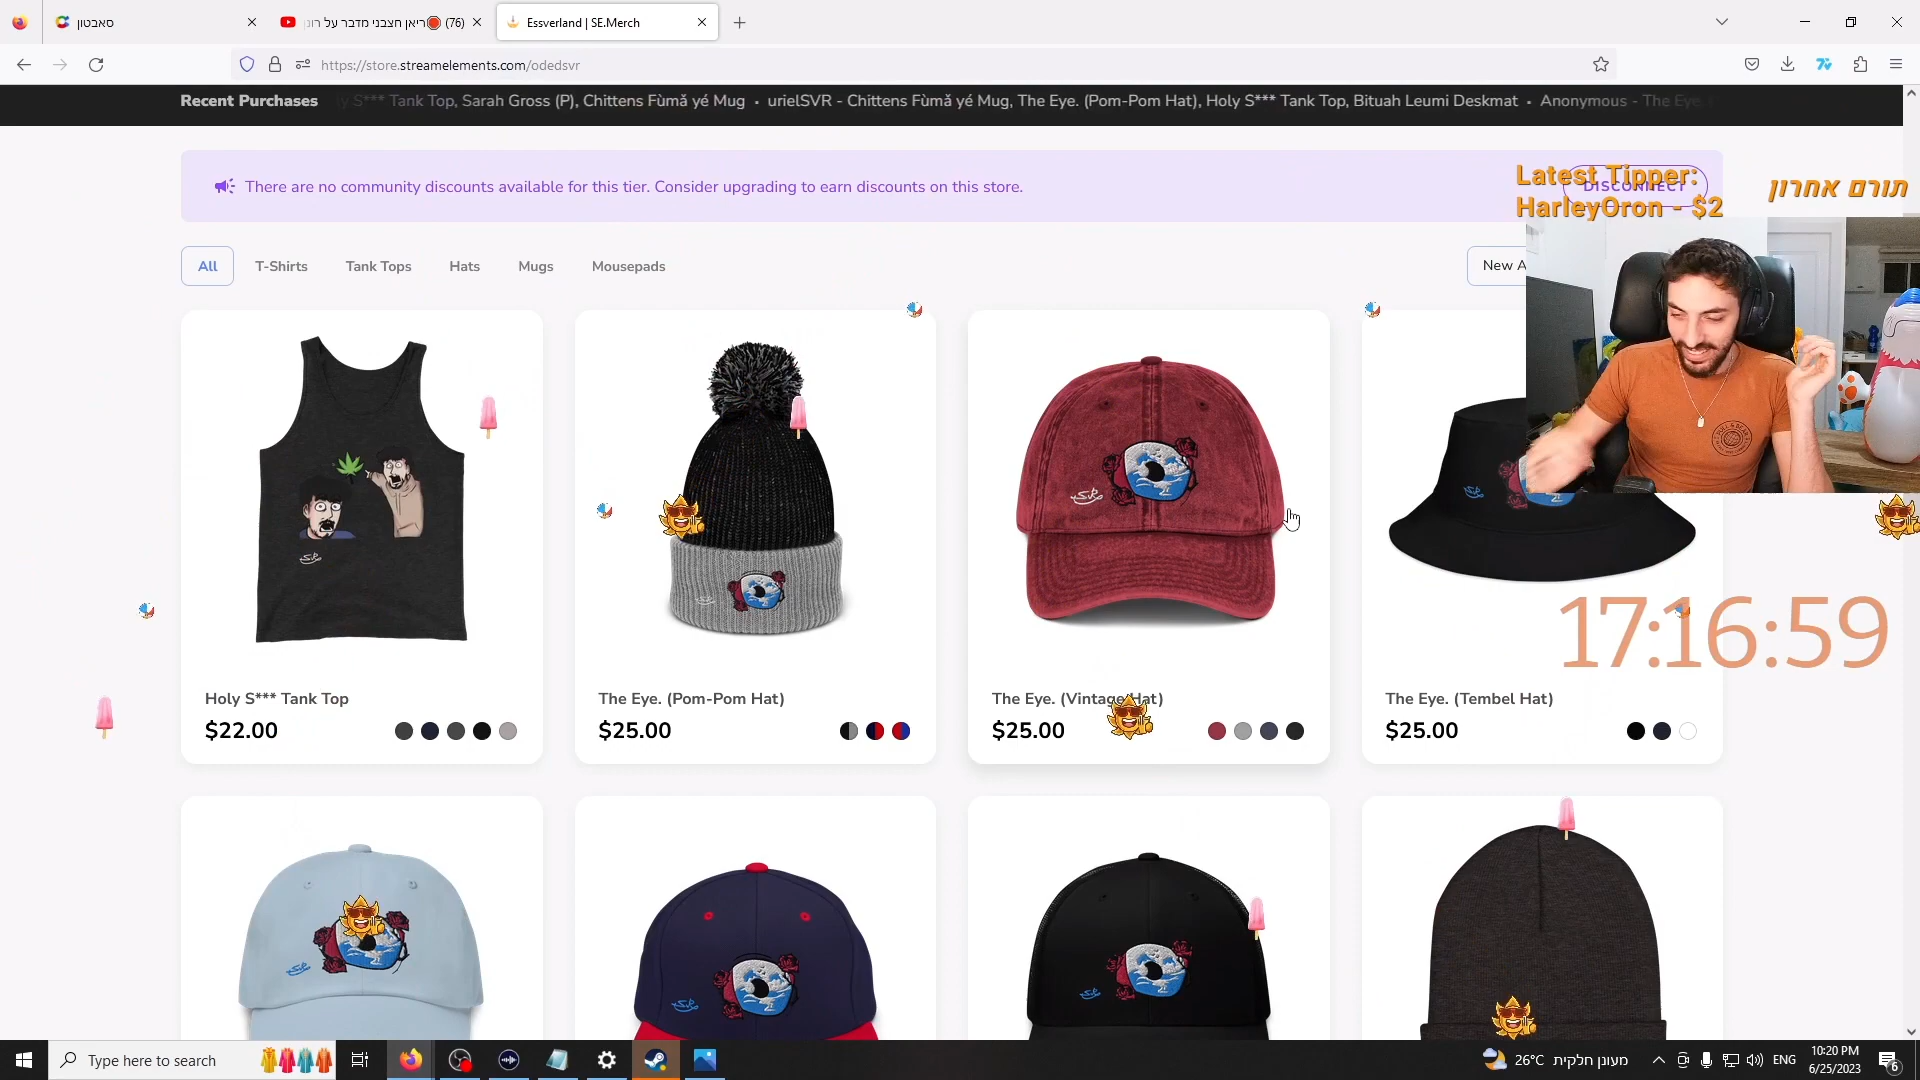 סאבטון
(76) ריאן חצבני מדבר על רונן
Essverland | SE.Merch
https://store.streamelements.com/odedsvr
Recent Purchases
S*** Tank Top, Sarah Gross (P), Chittens Fùmǎ yé Mug • urielSVR - Chittens Fùmǎ yé Mug, The Eye. (Pom-Pom Hat), Holy S*** Tank Top, Bituah Leumi Deskmat • Anonymous - The Eye.
There are no community discounts available for this tier. Consider upgrading to earn discounts on this store.
DISCONNECT
Latest Tipper:
HarleyOron - $2
תורם אחרון
All
T-Shirts
Tank Tops
Hats
Mugs
Mousepads
New A
Holy S*** Tank Top
$22.00
The Eye. (Pom-Pom Hat)
$25.00
The Eye. (Vintage Hat)
$25.00
The Eye. (Tembel Hat)
$25.00
17:16:59
Type here to search
26°C מעונן חלקית
ENG
10:20 PM
6/25/2023
6